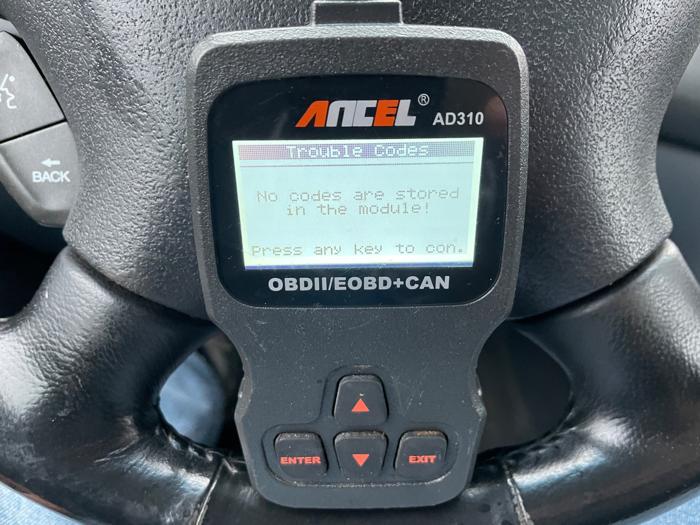 ANCEL® AD310
Trouble Codes
No codes are stored
in the module!
Press any key to con.
OBDII/EOBD+CAN
BACK
ENTER
EXIT